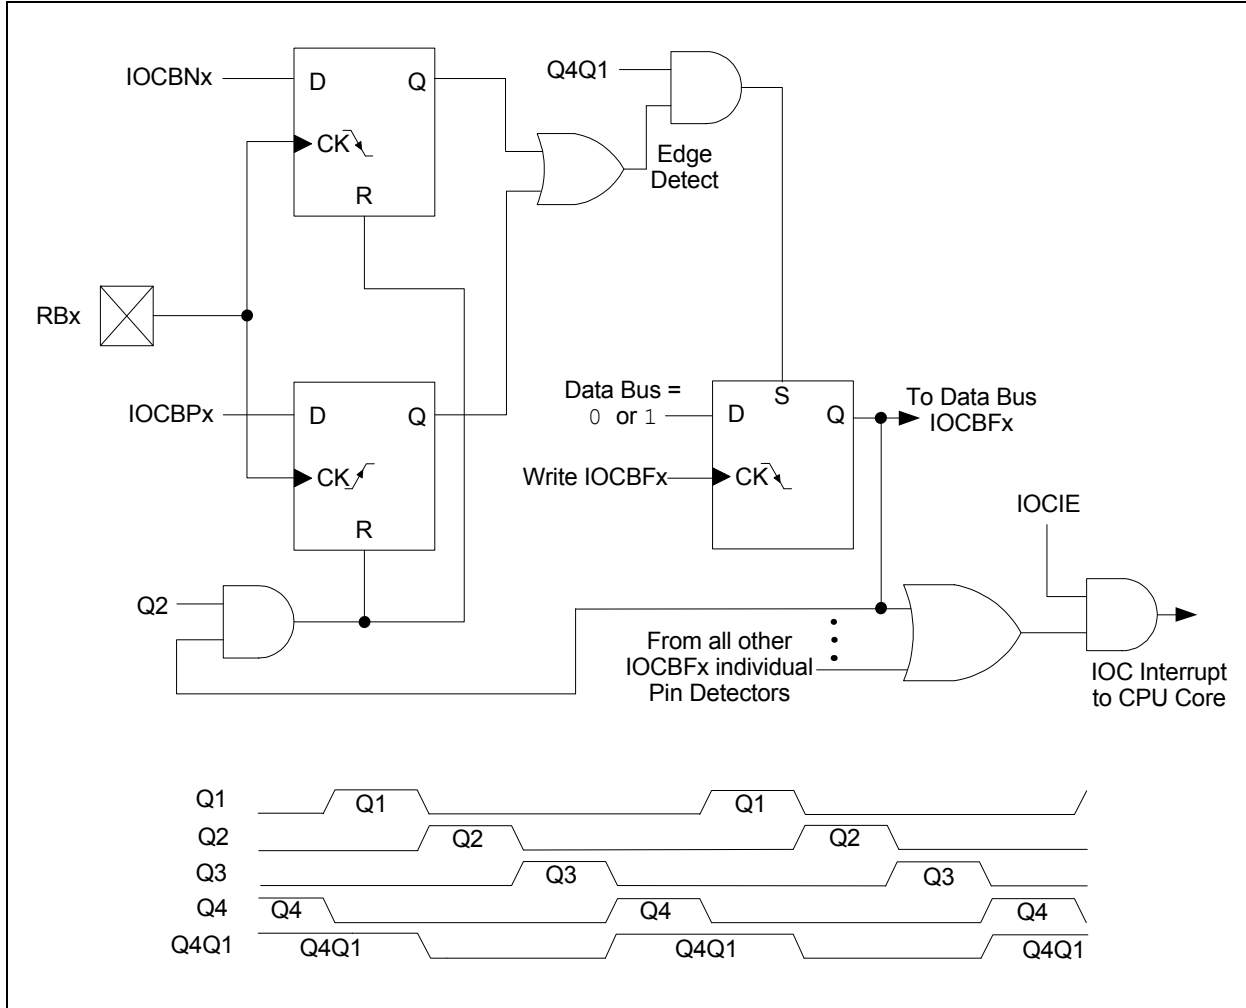 IOCBNx
D
Q
CK
R
Q4Q1
Edge
Detect
RBx
IOCBPx
D
Q
CK
R
Data Bus =
0 or 1
S
D
Q
To Data Bus
IOCBFx
Write IOCBFx
CK
IOCIE
Q2
From all other
IOCBFx individual
Pin Detectors
IOC Interrupt
to CPU Core
Q1
Q1
Q1
Q2
Q2
Q2
Q3
Q3
Q3
Q4
Q4
Q4
Q4
Q4Q1
Q4Q1
Q4Q1
Q4Q1